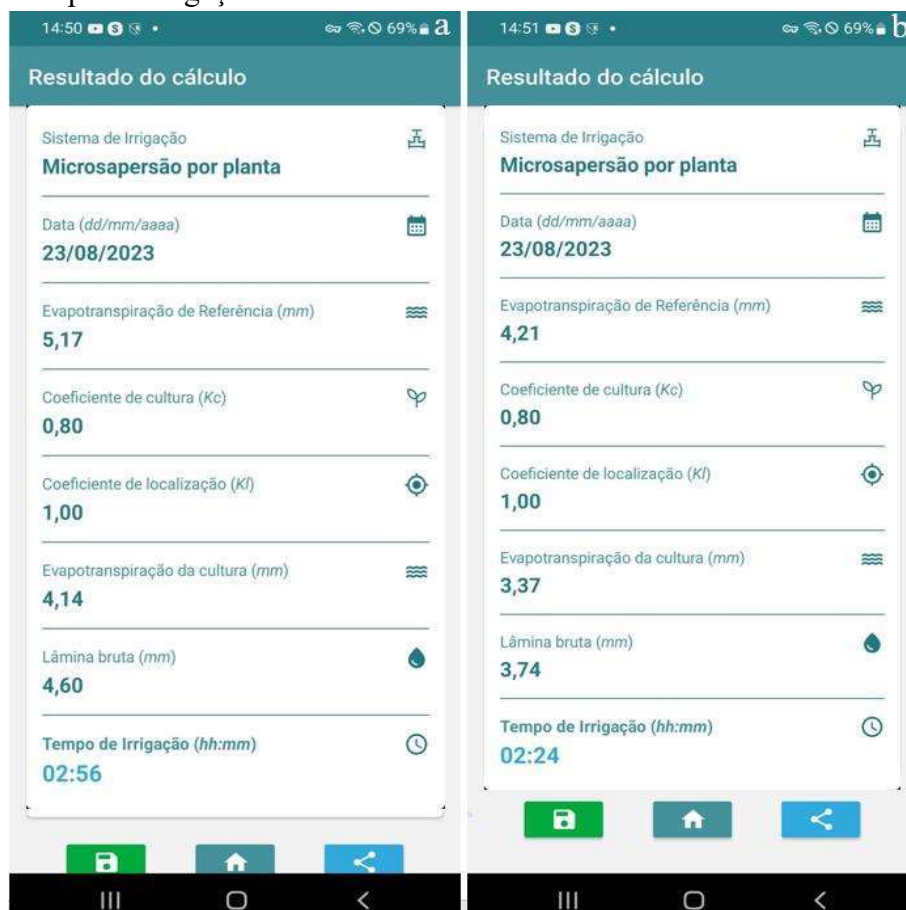 14:50
69%
a
Resultado do cálculo
Sistema de Irrigação
Microsapersão por planta
Data (dd/mm/aaaa)
23/08/2023
Evapotranspiração de Referência (mm)
5,17
Coeficiente de cultura (Kc)
0,80
Coeficiente de localização (Kl)
1,00
Evapotranspiração da cultura (mm)
4,14
Lâmina bruta (mm)
4,60
Tempo de Irrigação (hh:mm)
02:56
14:51
69%
b
Resultado do cálculo
Sistema de Irrigação
Microsapersão por planta
Data (dd/mm/aaaa)
23/08/2023
Evapotranspiração de Referência (mm)
4,21
Coeficiente de cultura (Kc)
0,80
Coeficiente de localização (Kl)
1,00
Evapotranspiração da cultura (mm)
3,37
Lâmina bruta (mm)
3,74
Tempo de Irrigação (hh:mm)
02:24